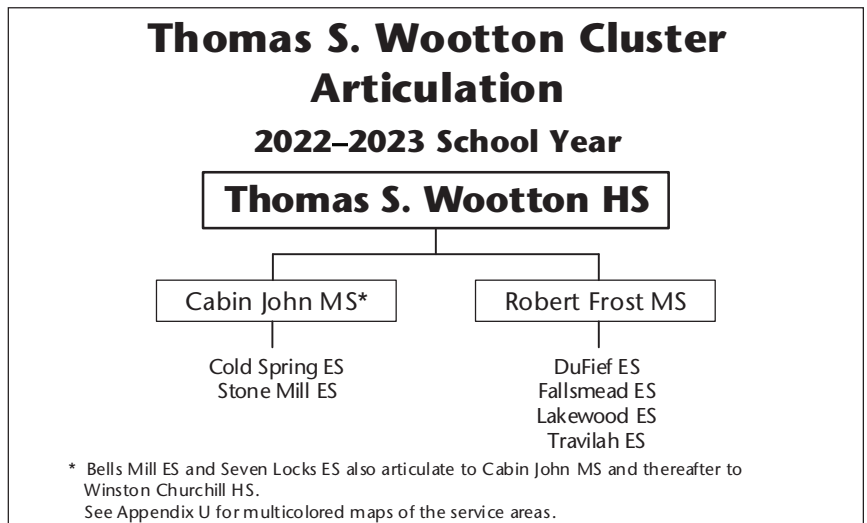 Thomas S. Wootton Cluster
Articulation
2022–2023 School Year
Thomas S. Wootton HS
Cabin John MS*
Robert Frost MS
Cold Spring ES
Stone Mill ES
DuFief ES
Fallsmead ES
Lakewood ES
Travilah ES
* Bells Mill ES and Seven Locks ES also articulate to Cabin John MS and thereafter to
Winston Churchill HS.
See Appendix U for multicolored maps of the service areas.